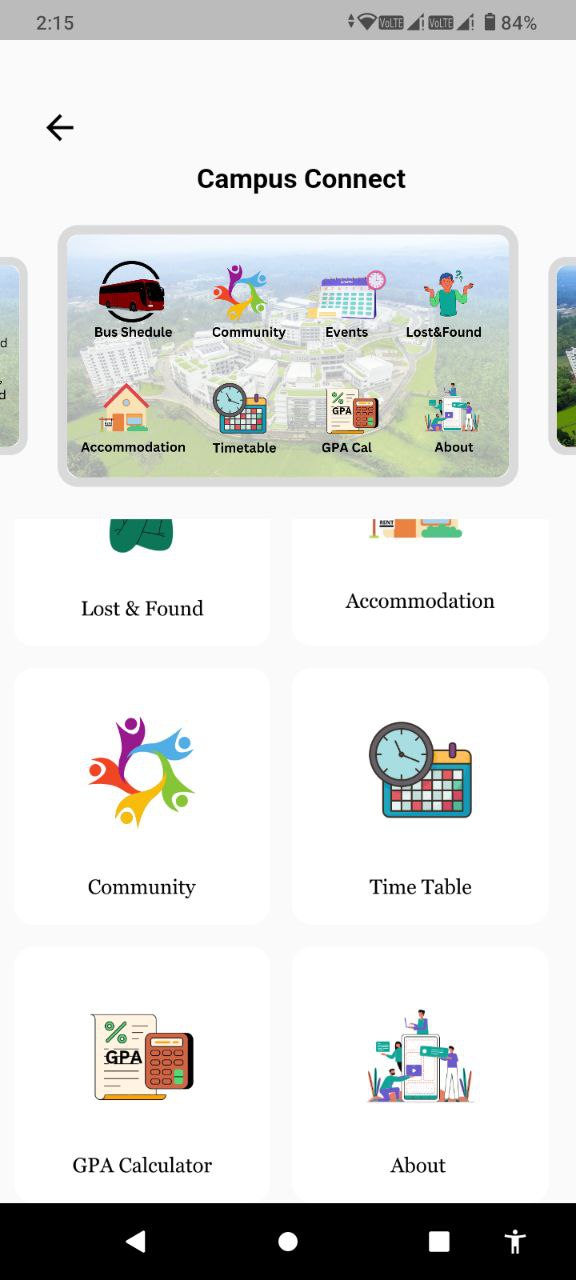 2:15
VoLTE
VoLTE
84%
Campus Connect
d
,
d
Bus Shedule
Community
Events
Lost&Found
?
Accommodation
Timetable
GPA Cal
About
%
GPA
RENT
Lost & Found
Accommodation
Community
Time Table
%
GPA
GPA Calculator
About